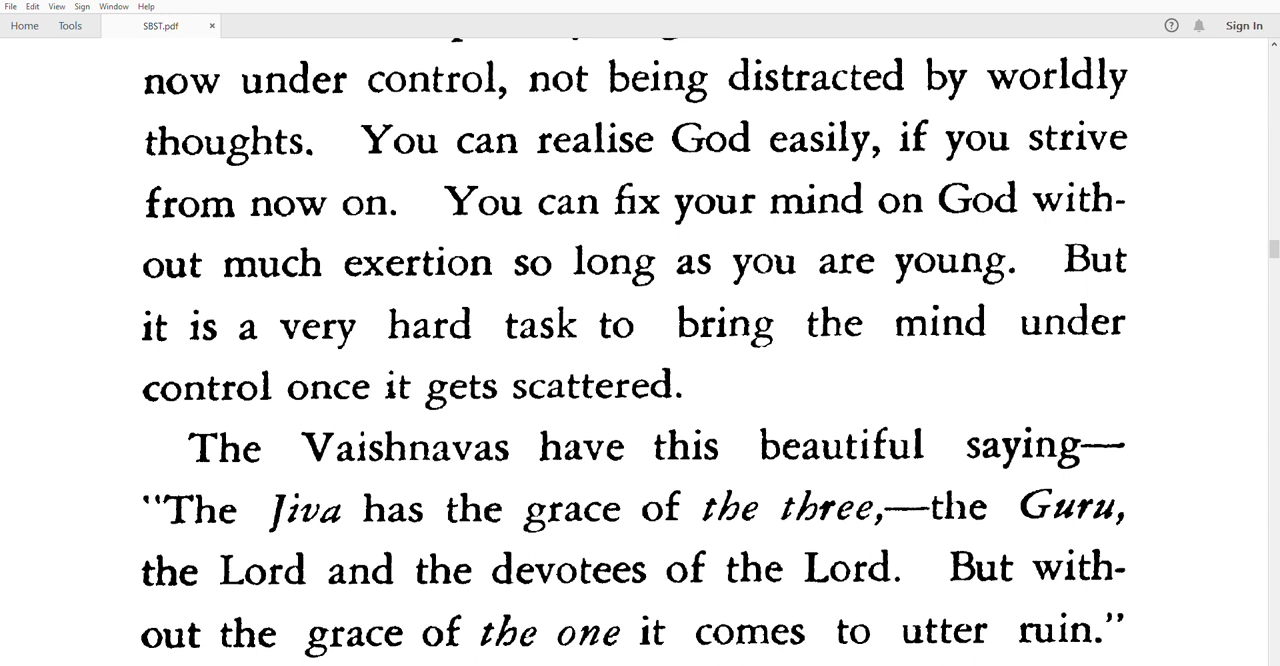 File Edit View Sign Window Help
Home Tools SBST.pdf × ? Sign In
now under control, not being distracted by worldly
thoughts. You can realise God easily, if you strive
from now on. You can fix your mind on God with-
out much exertion so long as you are young. But
it is a very hard task to bring the mind under
control once it gets scattered.
The Vaishnavas have this beautiful saying—
"The Jiva has the grace of the three,—the Guru,
the Lord and the devotees of the Lord. But with-
out the grace of the one it comes to utter ruin."